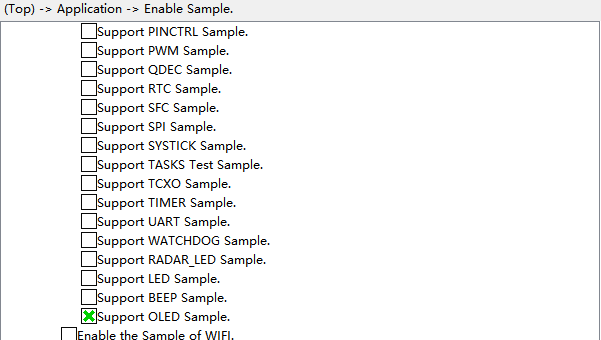 (Top) -> Application -> Enable Sample.
Support PINCTRL Sample.
Support PWM Sample.
Support QDEC Sample.
Support RTC Sample.
Support SFC Sample.
Support SPI Sample.
Support SYSTICK Sample.
Support TASKS Test Sample.
Support TCXO Sample.
Support TIMER Sample.
Support UART Sample.
Support WATCHDOG Sample.
Support RADAR_LED Sample.
Support LED Sample.
Support BEEP Sample.
Support OLED Sample.
Enable the Sample of WIFI.